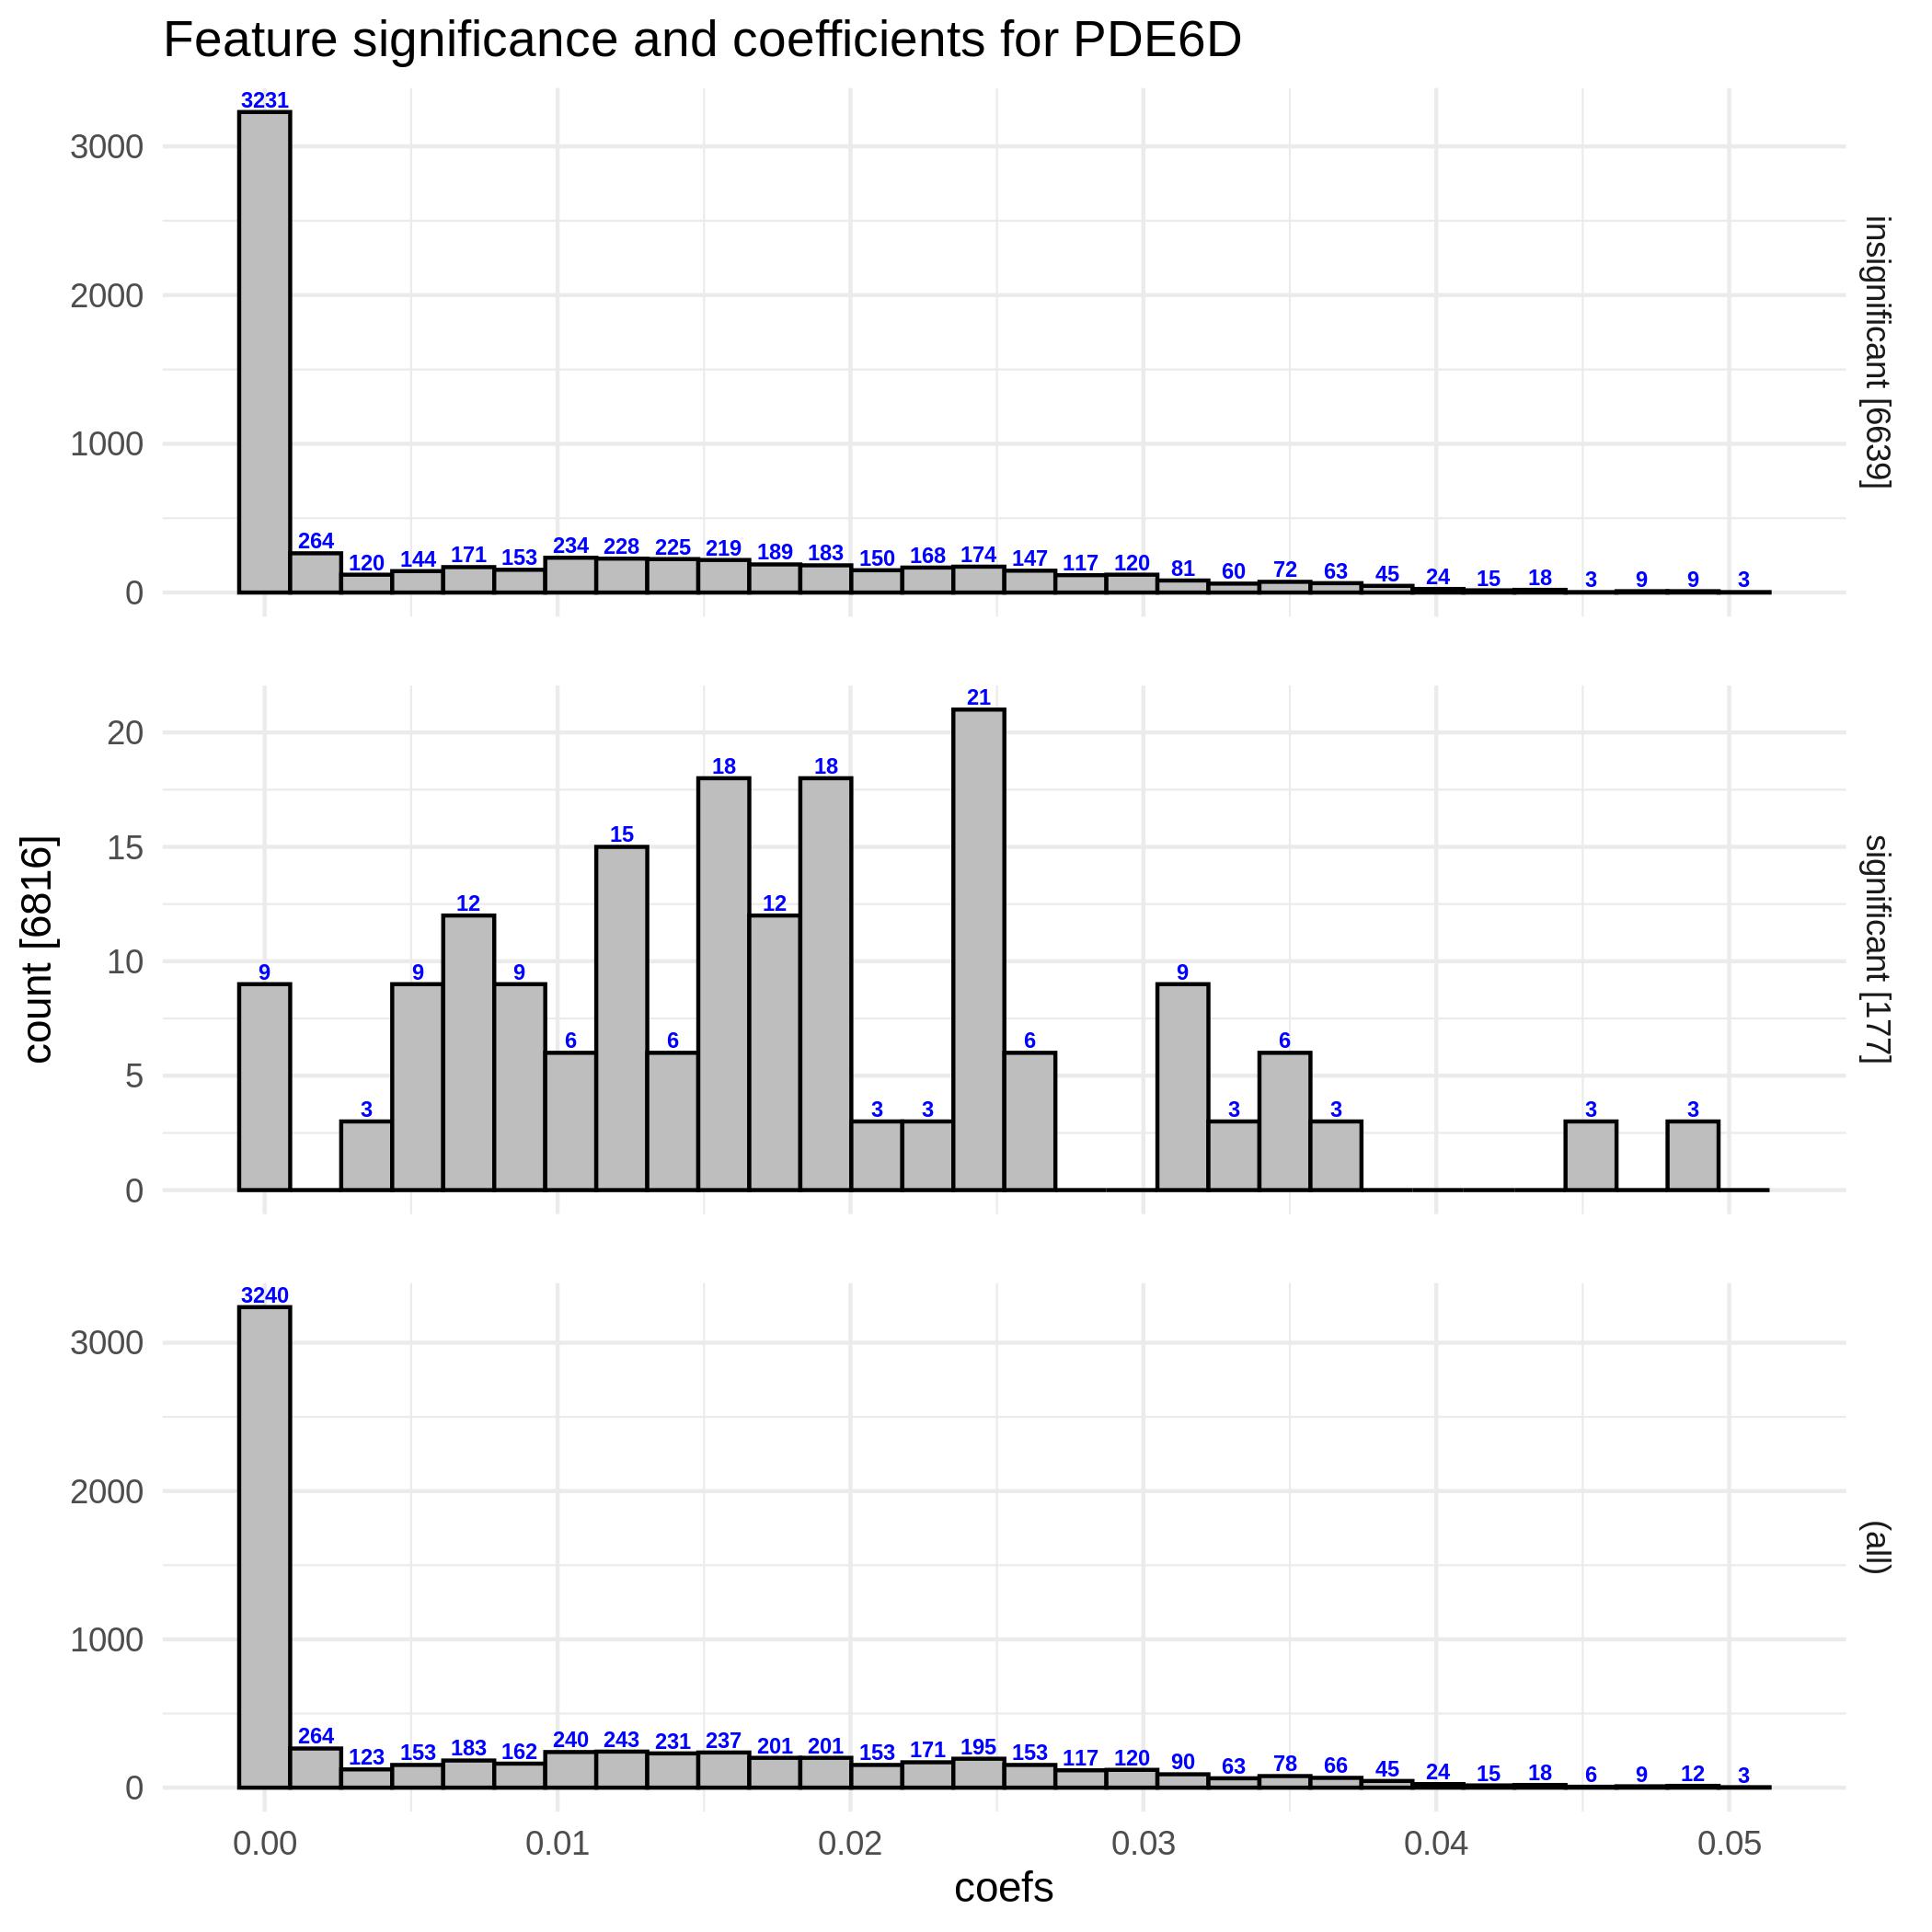 Feature significance and coefficients for PDE6D
3231
3000
2000
1000
0
264 120 144 171 153 234 228 225 219 189 183 150 168 174 147 117 120 81 60 72 63 45 24 15 18 3 9 9 3
insignificant [6639]
count [6816]
20
15
10
5
0
9 3 9 12 9 6 15 6 18 12 18 3 3 21 6 9 3 6 3 3 3
significant [177]
3240
3000
2000
1000
0
264 123 153 183 162 240 243 231 237 201 201 153 171 195 153 117 120 90 63 78 66 45 24 15 18 6 9 12 3
(all)
0.00 0.01 0.02 0.03 0.04 0.05
coefs